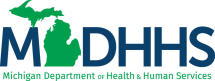 MDHHS
Michigan Department of Health & Human Services